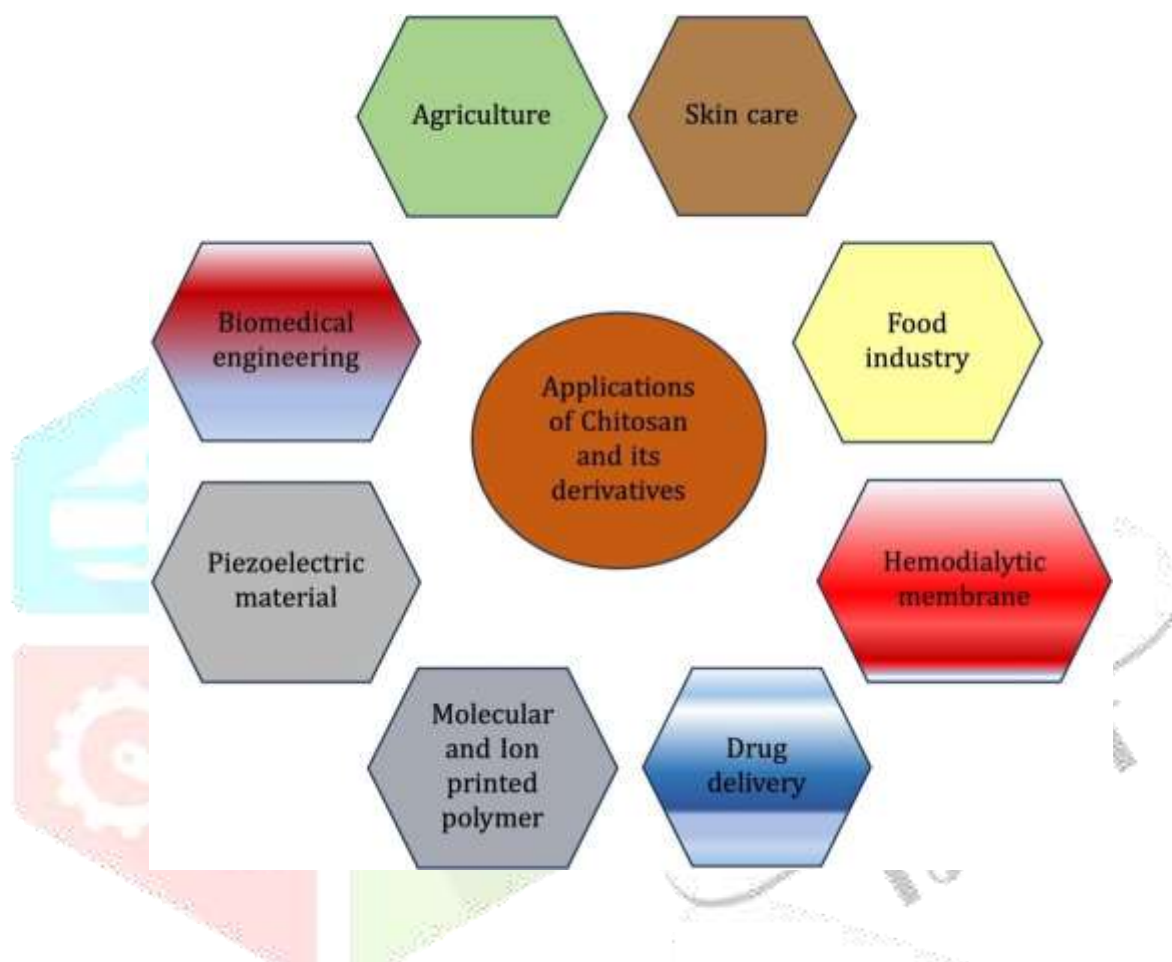 Agriculture
Skin care
Biomedical
engineering
Food
industry
Applications
of Chitosan
and its
derivatives
Piezoelectric
material
Hemodialytic
membrane
Molecular
and Ion
printed
polymer
Drug
delivery